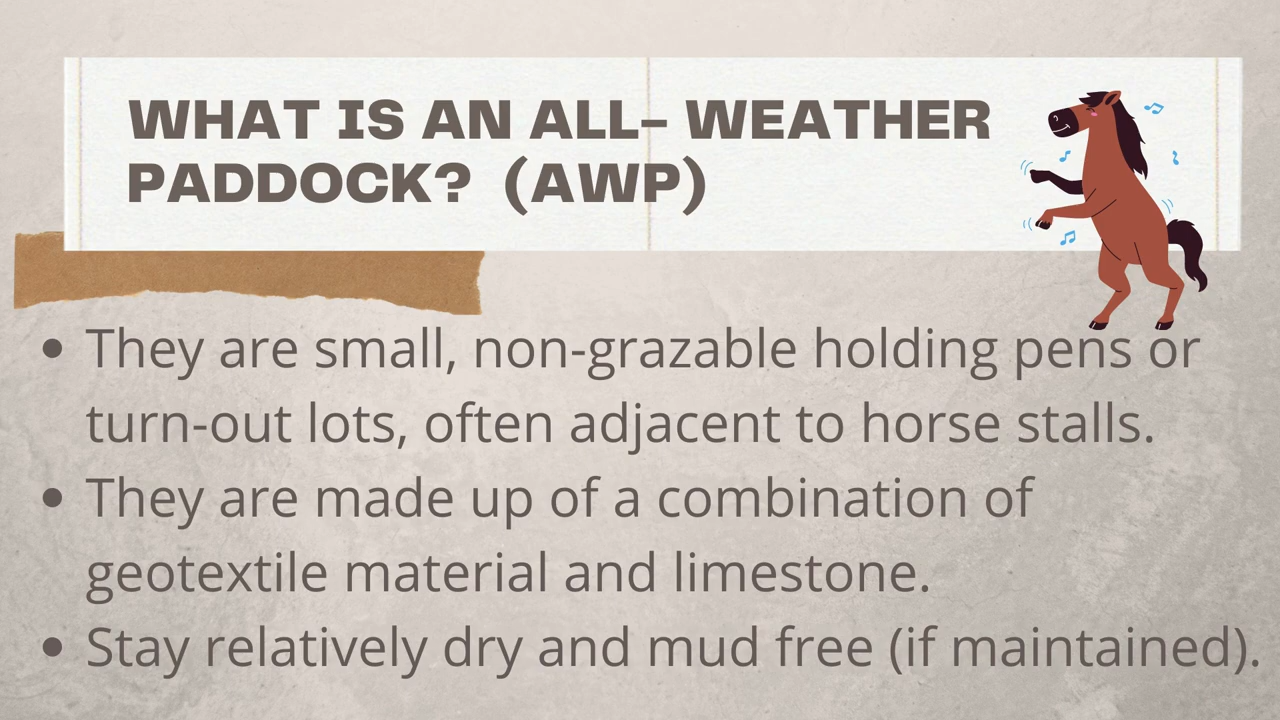 WHAT IS AN ALL- WEATHER
PADDOCK? (AWP)
• They are small, non-grazable holding pens or
turn-out lots, often adjacent to horse stalls.
• They are made up of a combination of
geotextile material and limestone.
• Stay relatively dry and mud free (if maintained).